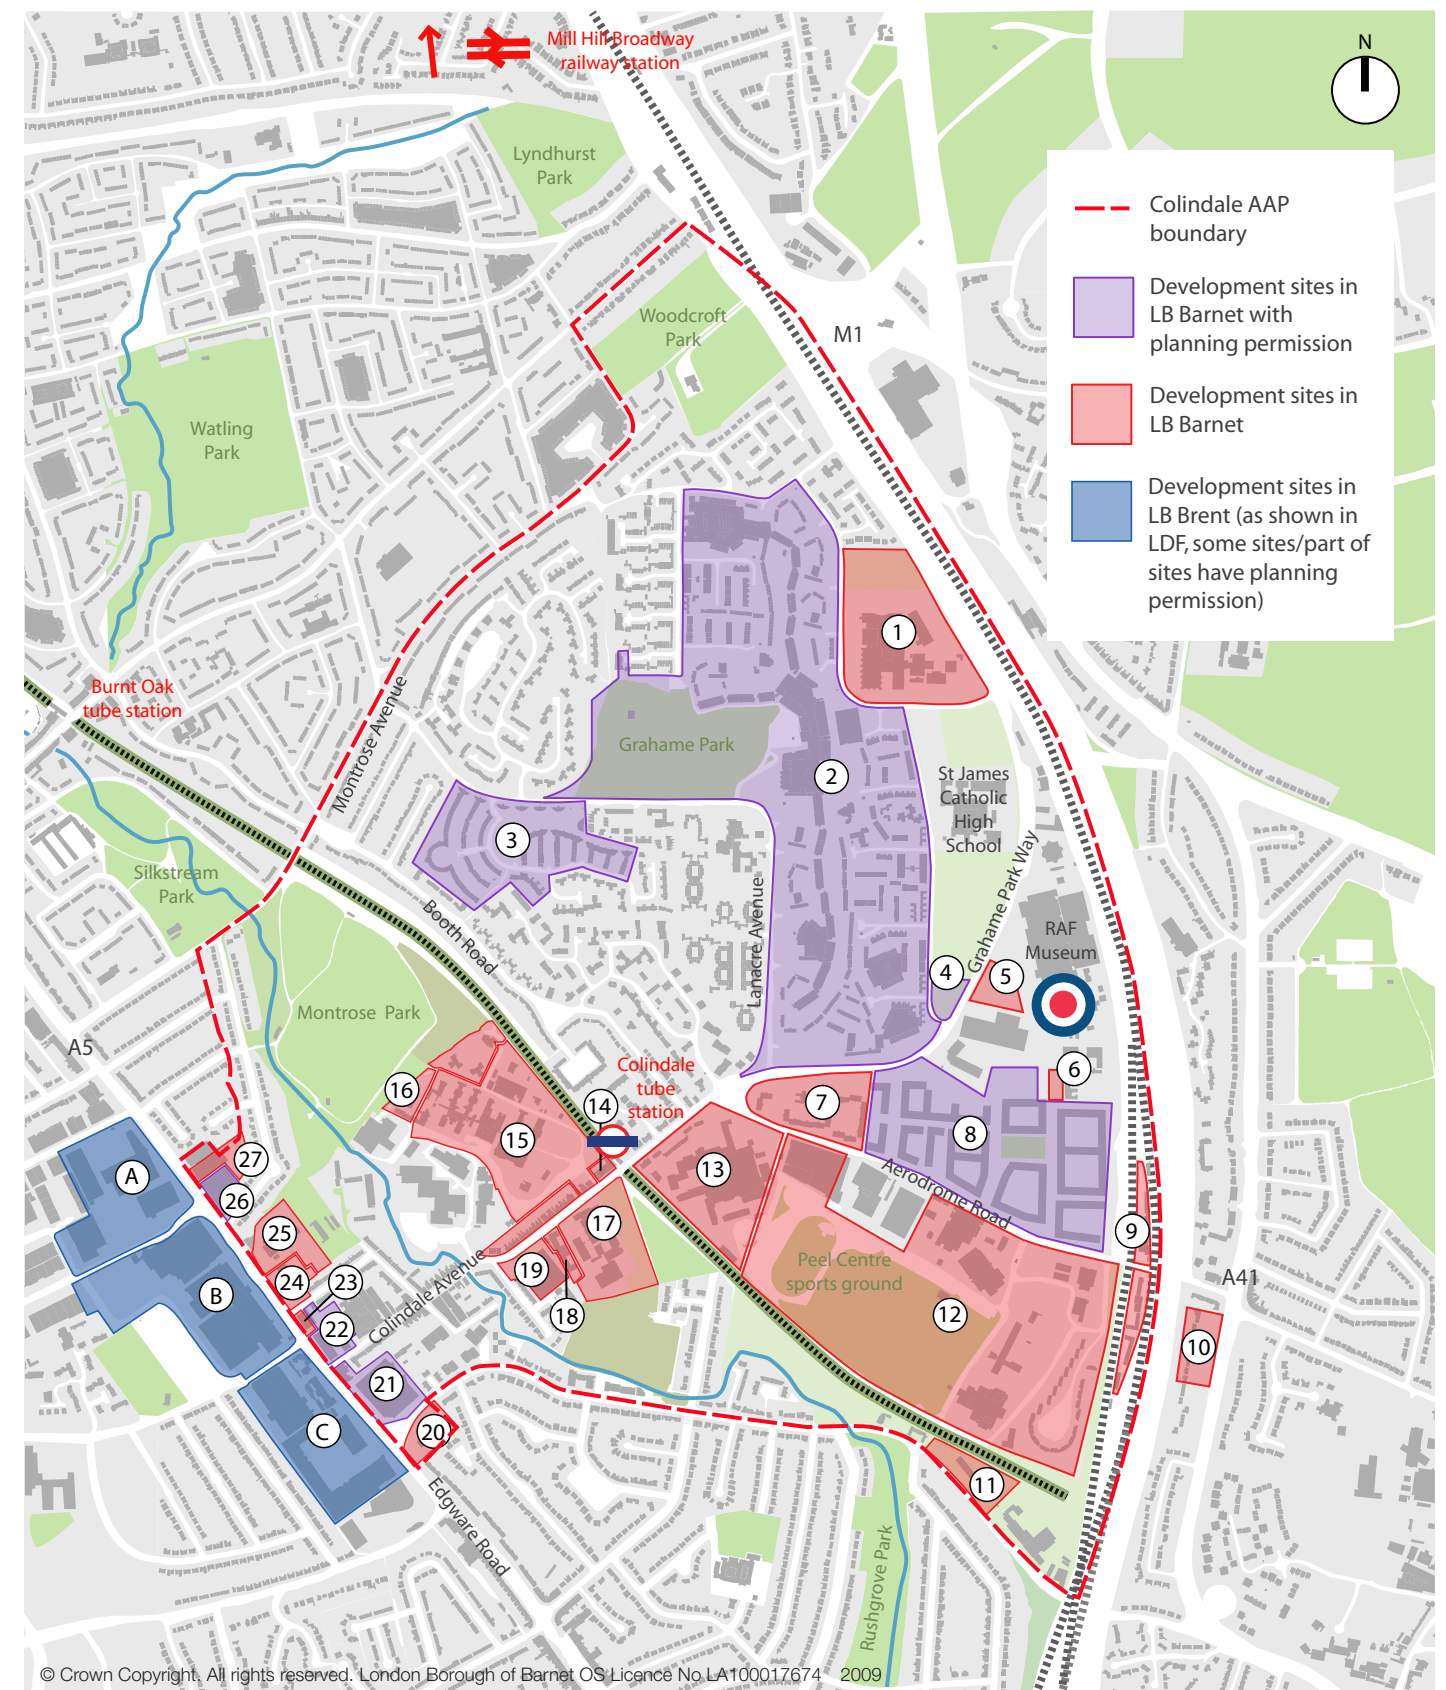 Mill Hill Broadway
railway station
N
Lyndhurst
Park
Colindale AAP
boundary
Development sites in
LB Barnet with
planning permission
Development sites in
LB Barnet
Development sites in
LB Brent (as shown in
LDF, some sites/part of
sites have planning
permission)
Woodcroft
Park
M1
Watling
Park
1
Burnt Oak
tube station
Montrose Avenue
Grahame Park
2
St James
Catholic
High
School
3
Silkstream
Park
Booth Road
Lanacre Avenue
Grahame Park Way
RAF
Museum
4
5
Montrose Park
A5
Colindale
tube
station
6
16
14
7
15
8
13
27
A
26
Aerodrome Road
17
25
9
19
Peel Centre
sports ground
24
23
A41
B
Colindale Avenue
18
12
22
10
21
C
20
11
Edgware Road
Rushgrove Park
© Crown Copyright. All rights reserved. London Borough of Barnet OS Licence No LA100017674 2009